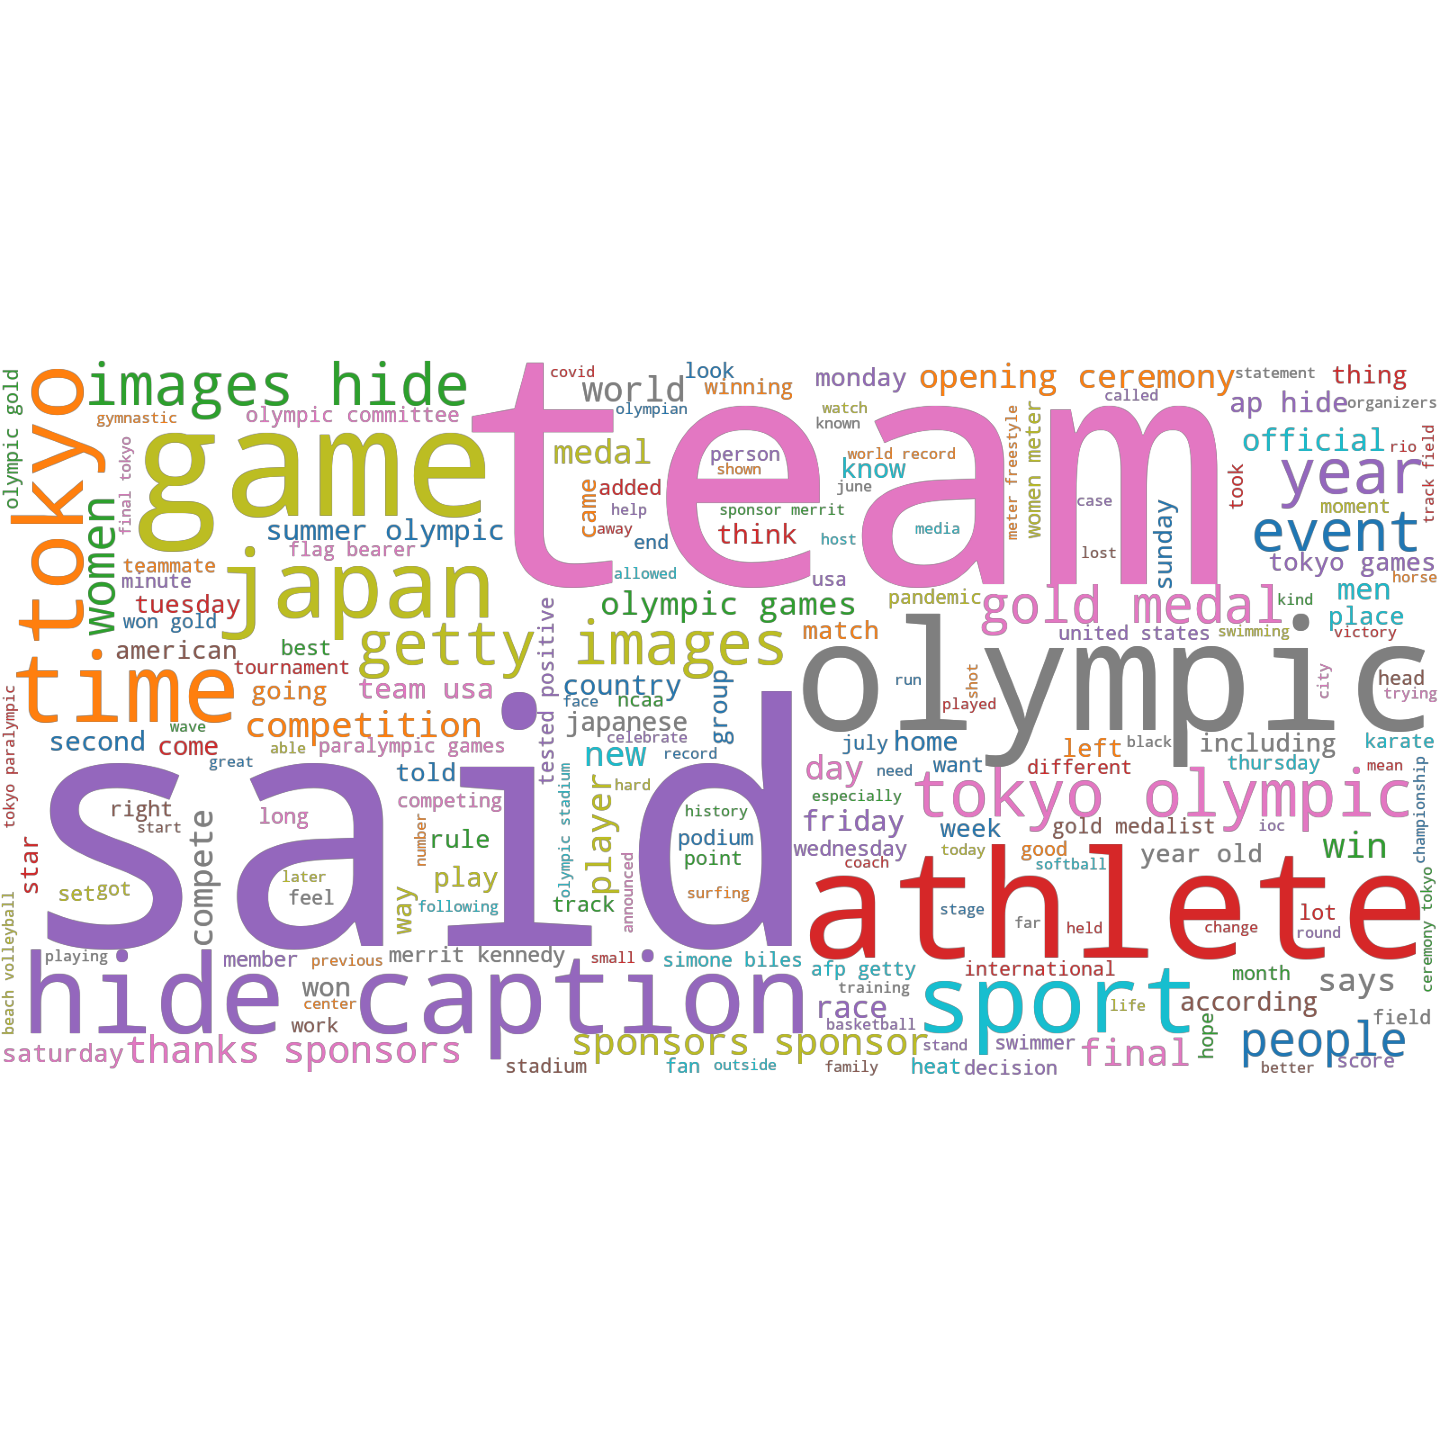 team
said
olympic
athlete
game
hide caption
tokyo
japan
time
sport
images hide
getty images
tokyo olympic
gold medal
year
event
people
women
world
opening ceremony
ap hide
official
thing
statement
organizers
rio
olympic gold
gymnastic
olympic committee
covid
look
winning
olympian
monday
watch
known
called
medal
person
shown
world record
know
june
meter freestyle
women meter
case
took
moment
track field
final tokyo
summer olympic
flag bearer
came
added
help
away
end
sponsor merrit
think
host
media
lost
sunday
tokyo games
horse
teammate
minute
tuesday
won gold
allowed
usa
olympic games
pandemic
kind
men
place
victory
american
best
tournament
going
team usa
tested positive
country
face
ncaa
match
united states
swimming
run
shot
played
city
head
trying
tokyo paralympic
wave
competition
japanese
celebrate
group
second
come
able
paralympic games
great
new
record
july
home
left
black
including
karate
told
day
need
want
different
thursday
mean
championship
right
start
long
competing
olympic stadium
hard
player
history
especially
friday
week
gold medalist
ioc
win
star
compete
number
rule
podium
point
wednesday
coach
today
good
softball
year old
set
got
later
feel
way
play
following
track
announced
surfing
stage
far
held
change
lot
round
ceremony tokyo
beach volleyball
playing
member
previous
merrit kennedy
small
simone biles
afp getty
training
international
month
says
won
center
work
race
basketball
life
according
field
hope
saturday
thanks sponsors
sponsors sponsor
stand
swimmer
final
score
stadium
fan
outside
family
heat
decision
better